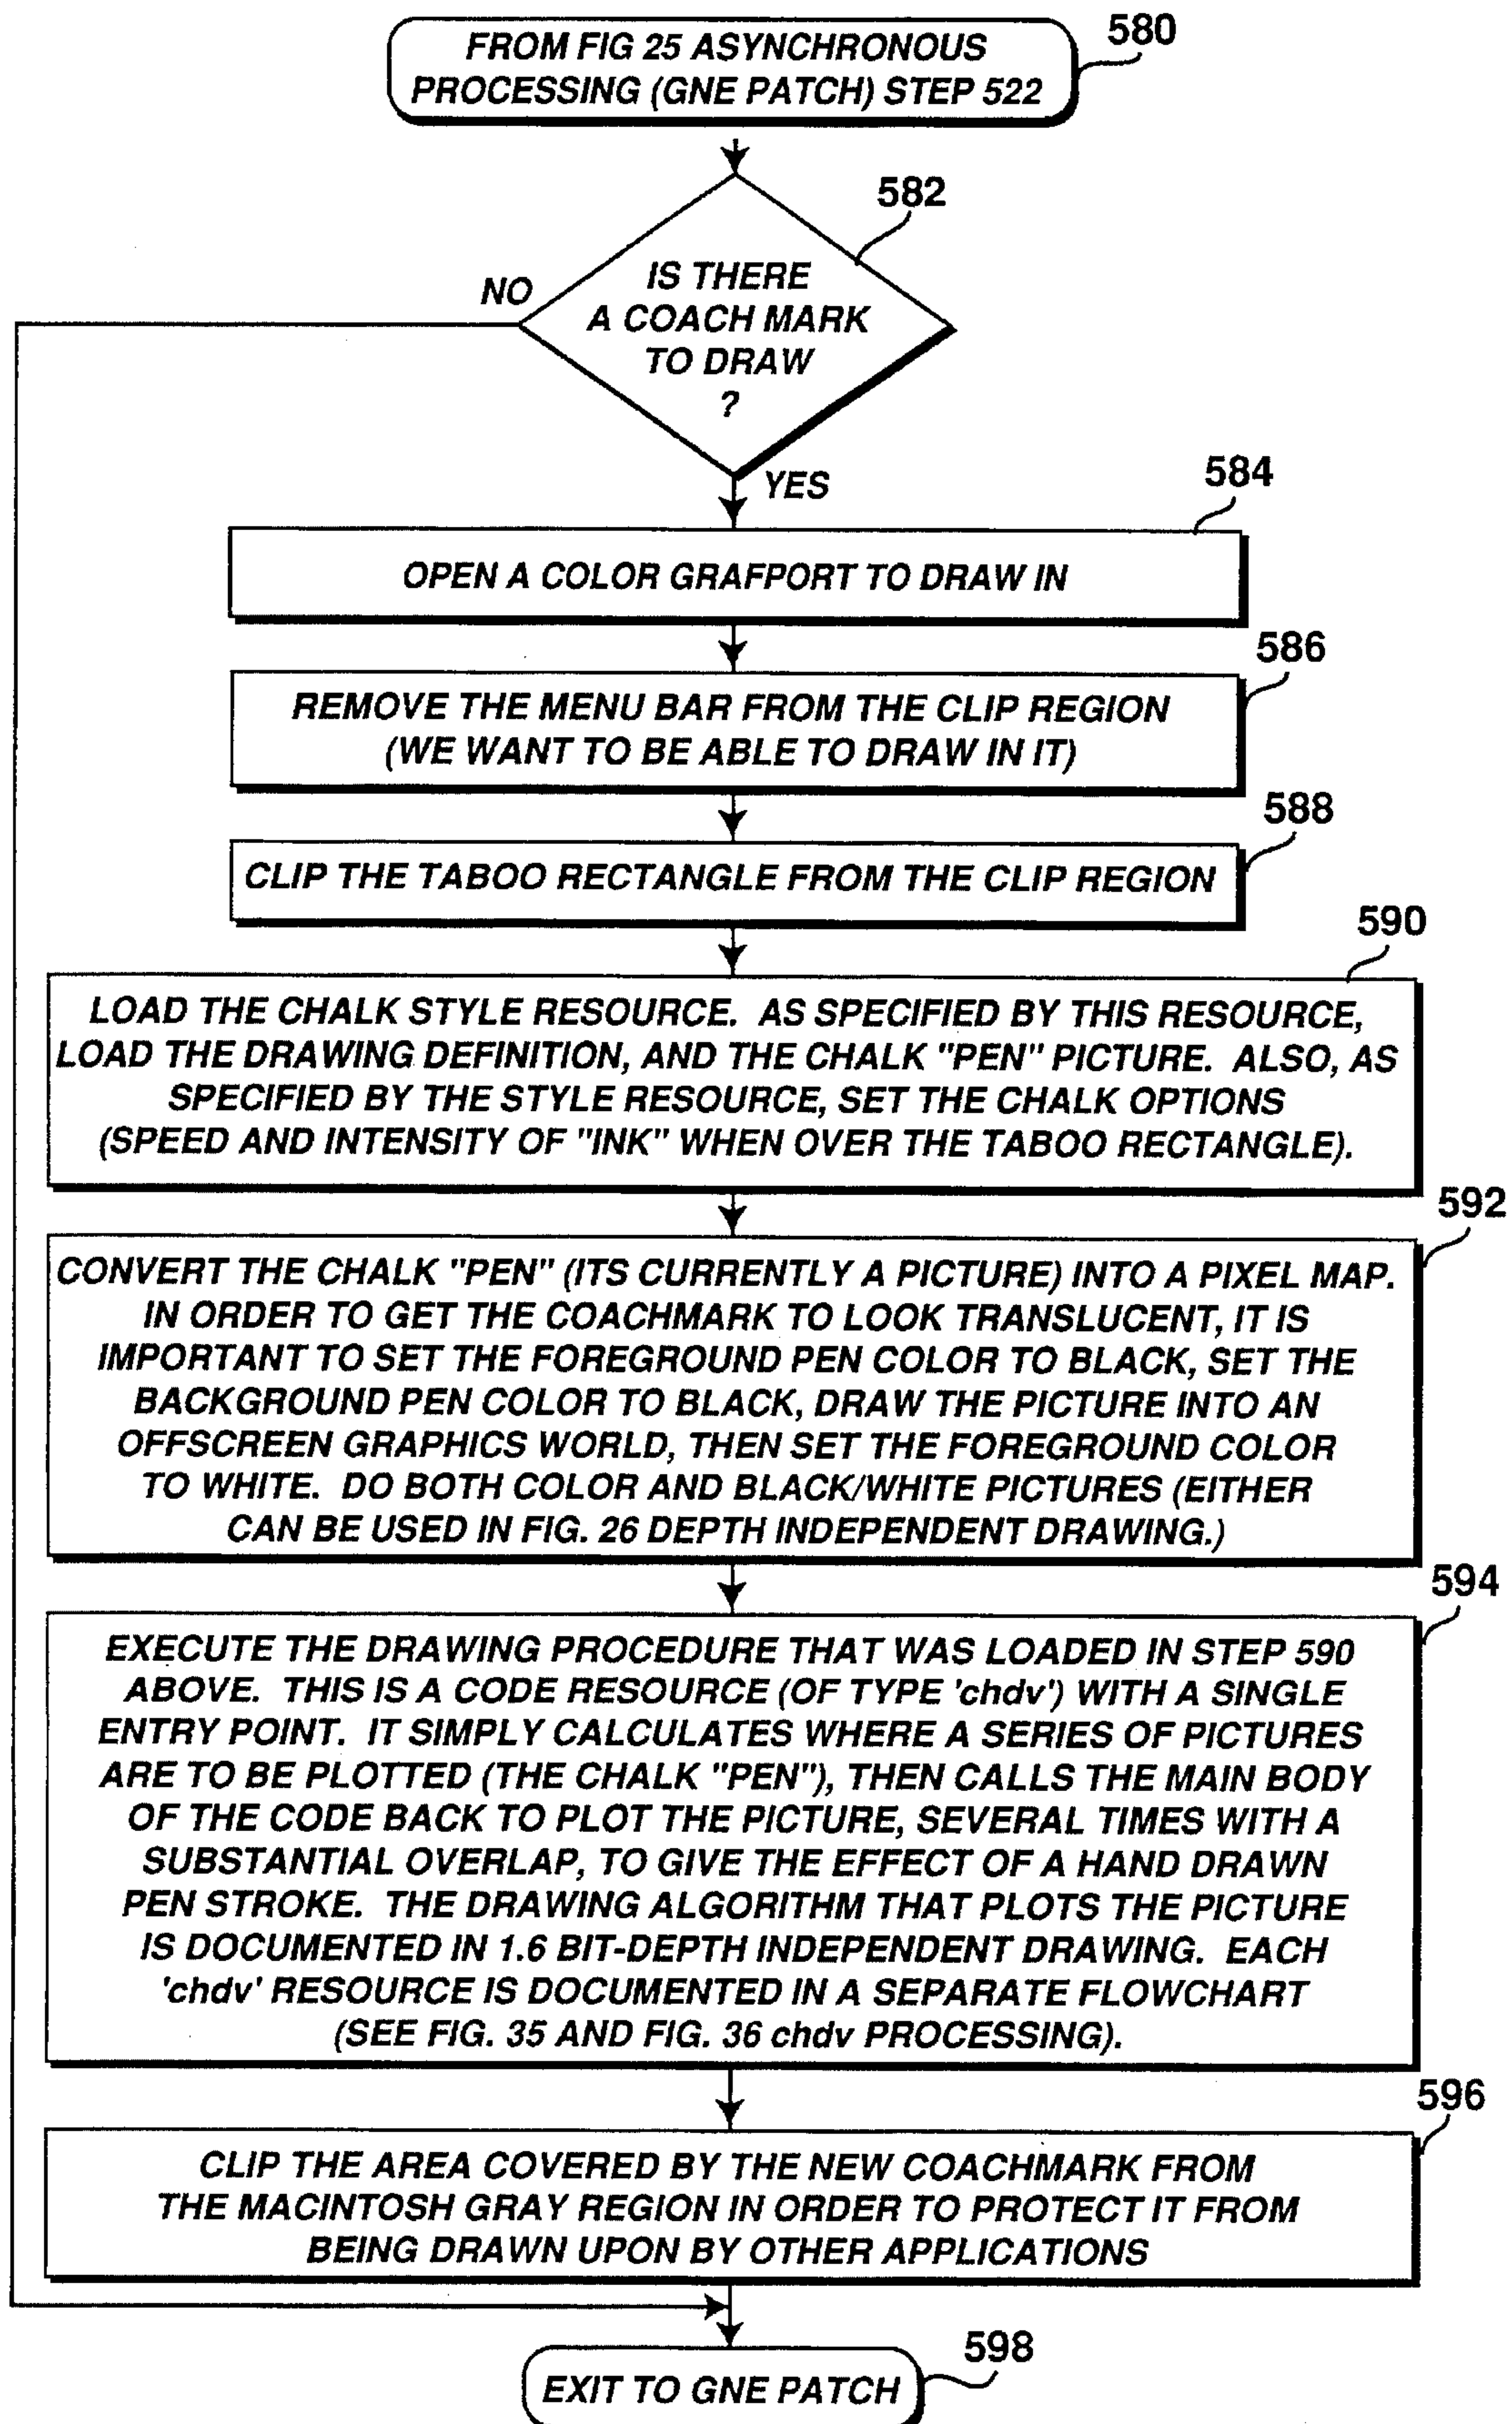 FROM FIG 25 ASYNCHRONOUS
PROCESSING (GNE PATCH) STEP 522
580
582
NO
IS THERE
A COACH MARK
TO DRAW
?
YES
584
OPEN A COLOR GRAFPORT TO DRAW IN
586
REMOVE THE MENU BAR FROM THE CLIP REGION
(WE WANT TO BE ABLE TO DRAW IN IT)
588
CLIP THE TABOO RECTANGLE FROM THE CLIP REGION
590
LOAD THE CHALK STYLE RESOURCE. AS SPECIFIED BY THIS RESOURCE,
LOAD THE DRAWING DEFINITION, AND THE CHALK "PEN" PICTURE. ALSO, AS
SPECIFIED BY THE STYLE RESOURCE, SET THE CHALK OPTIONS
(SPEED AND INTENSITY OF "INK" WHEN OVER THE TABOO RECTANGLE).
592
CONVERT THE CHALK "PEN" (ITS CURRENTLY A PICTURE) INTO A PIXEL MAP.
IN ORDER TO GET THE COACHMARK TO LOOK TRANSLUCENT, IT IS
IMPORTANT TO SET THE FOREGROUND PEN COLOR TO BLACK, SET THE
BACKGROUND PEN COLOR TO BLACK, DRAW THE PICTURE INTO AN
OFFSCREEN GRAPHICS WORLD, THEN SET THE FOREGROUND COLOR
TO WHITE. DO BOTH COLOR AND BLACK/WHITE PICTURES (EITHER
CAN BE USED IN FIG. 26 DEPTH INDEPENDENT DRAWING.)
594
EXECUTE THE DRAWING PROCEDURE THAT WAS LOADED IN STEP 590
ABOVE. THIS IS A CODE RESOURCE (OF TYPE 'chdv') WITH A SINGLE
ENTRY POINT. IT SIMPLY CALCULATES WHERE A SERIES OF PICTURES
ARE TO BE PLOTTED (THE CHALK "PEN"), THEN CALLS THE MAIN BODY
OF THE CODE BACK TO PLOT THE PICTURE, SEVERAL TIMES WITH A
SUBSTANTIAL OVERLAP, TO GIVE THE EFFECT OF A HAND DRAWN
PEN STROKE. THE DRAWING ALGORITHM THAT PLOTS THE PICTURE
IS DOCUMENTED IN 1.6 BIT-DEPTH INDEPENDENT DRAWING. EACH
'chdv' RESOURCE IS DOCUMENTED IN A SEPARATE FLOWCHART
(SEE FIG. 35 AND FIG. 36 chdv PROCESSING).
596
CLIP THE AREA COVERED BY THE NEW COACHMARK FROM
THE MACINTOSH GRAY REGION IN ORDER TO PROTECT IT FROM
BEING DRAWN UPON BY OTHER APPLICATIONS
598
EXIT TO GNE PATCH